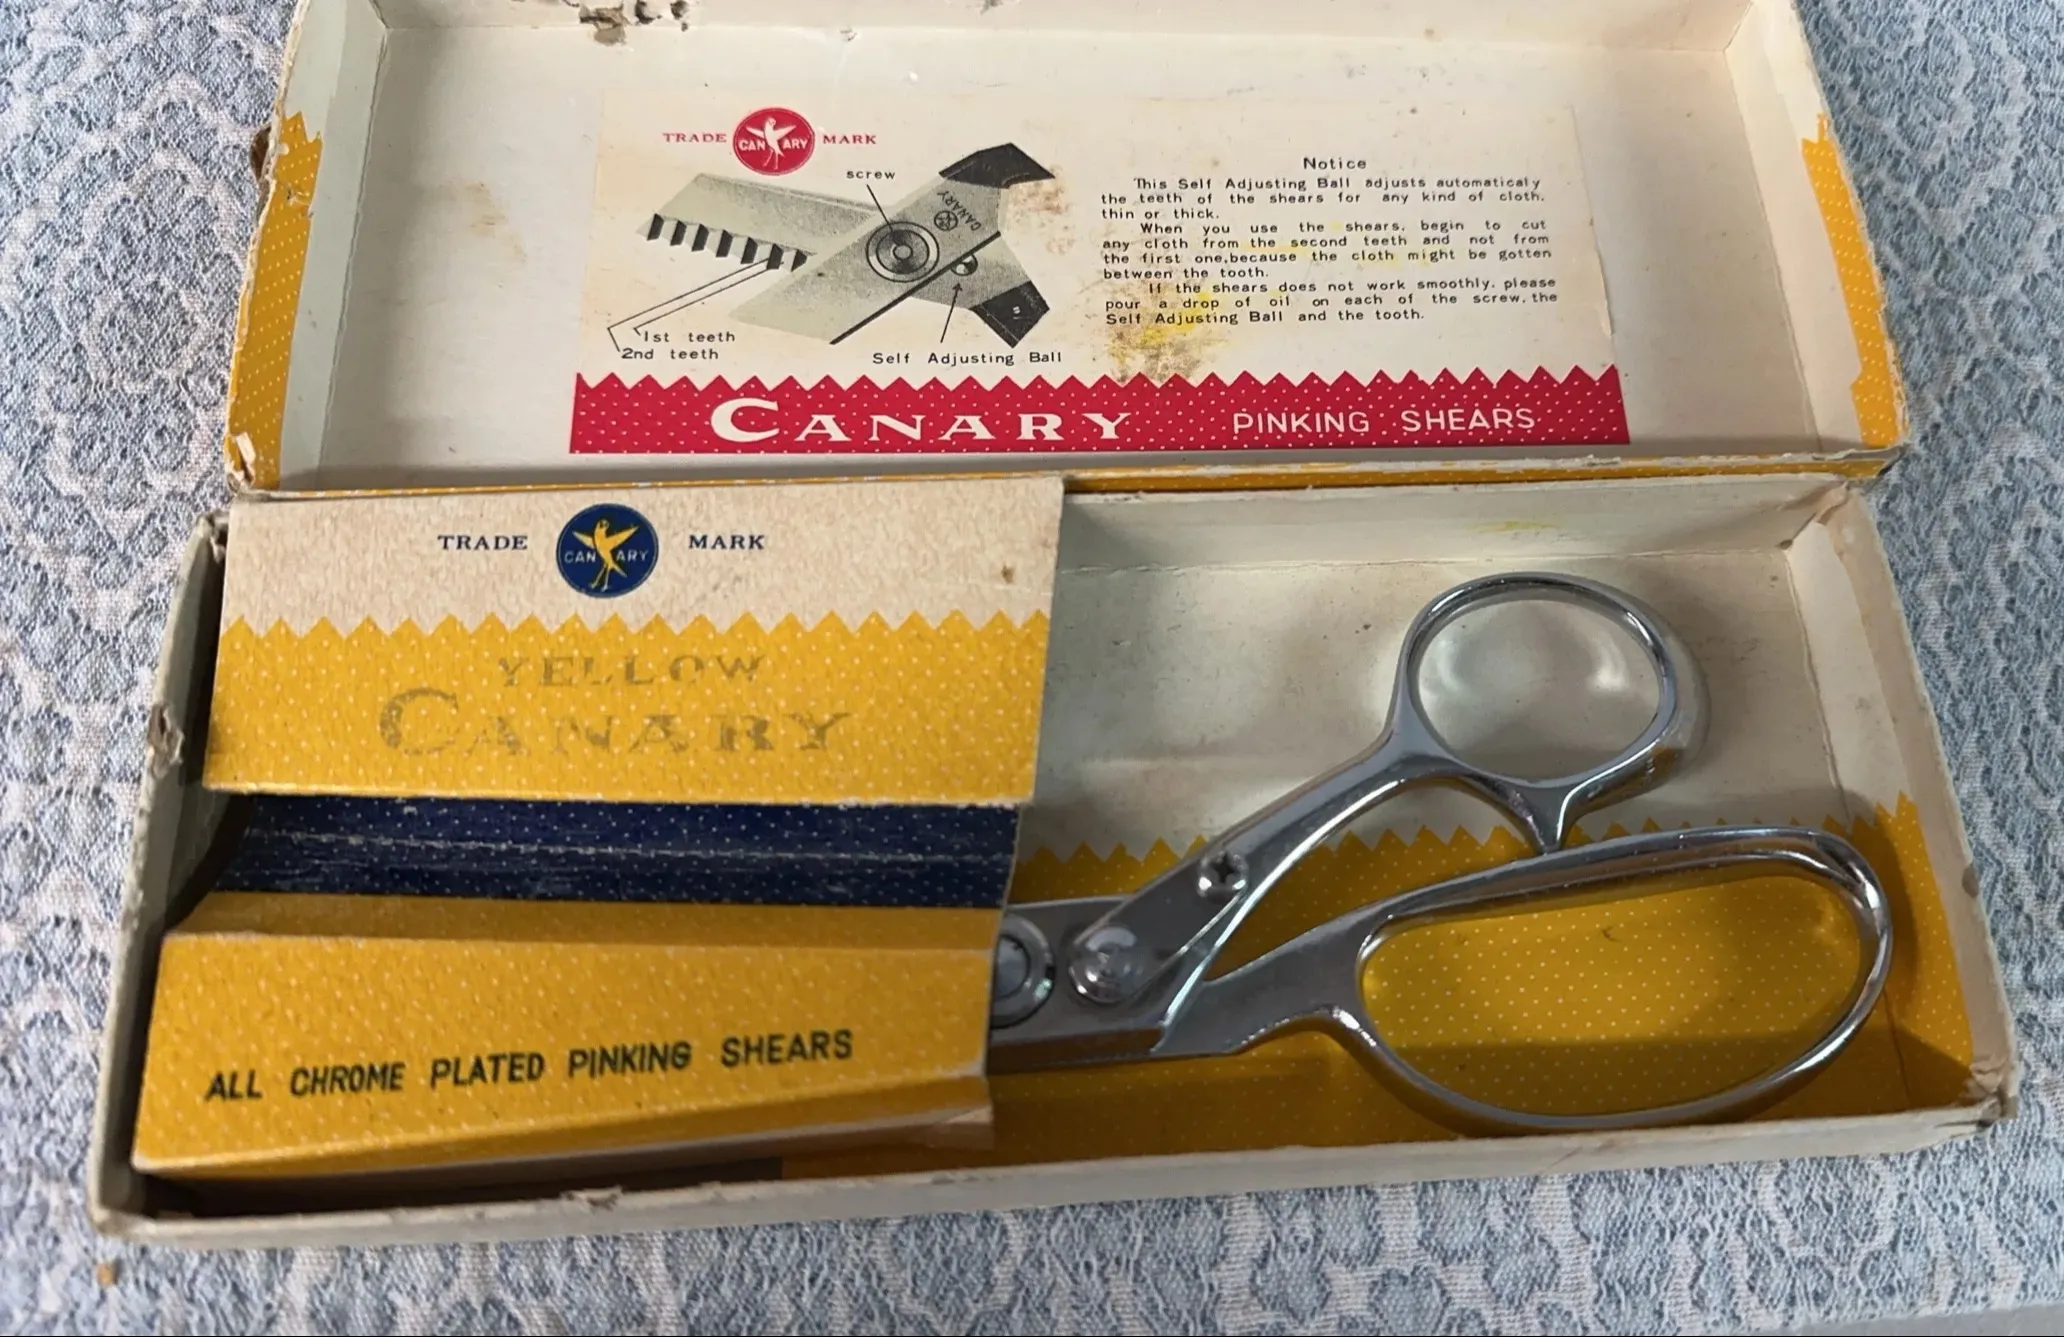 TRADE CANARY MARK
screw
CANARY
1st teeth
2nd teeth
Self Adjusting Ball
Notice
This Self Adjusting Ball adjusts automaticaly
the teeth of the shears for any kind of cloth,
thin or thick.
When you use the shears, begin to cut
any cloth from the second teeth and not from
the first one,because the cloth might be gotten
between the tooth.
If the shears does not work smoothly, please
pour a drop of oil on each of the screw, the
Self Adjusting Ball and the tooth.
CANARY PINKING SHEARS
TRADE CANARY MARK
YELLOW
CANARY
ALL CHROME PLATED PINKING SHEARS